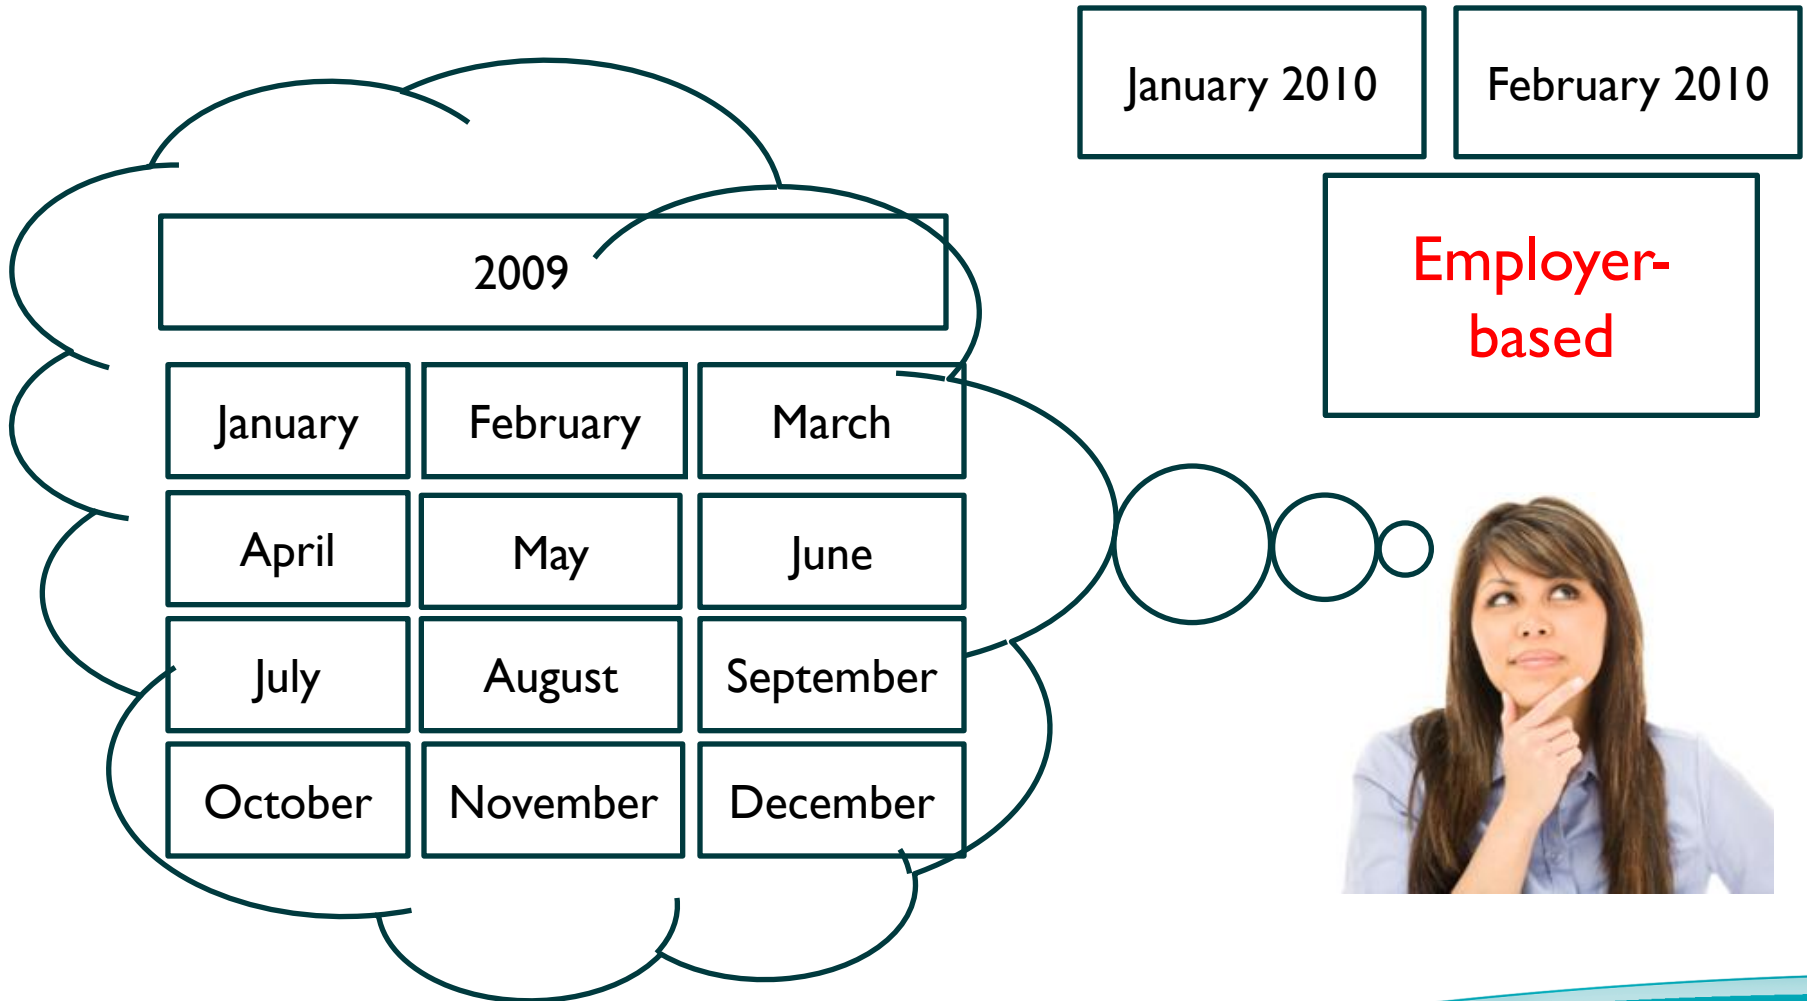 January 2010
February 2010
Employer-
based
2009
January
February
March
April
May
June
July
August
September
October
November
December